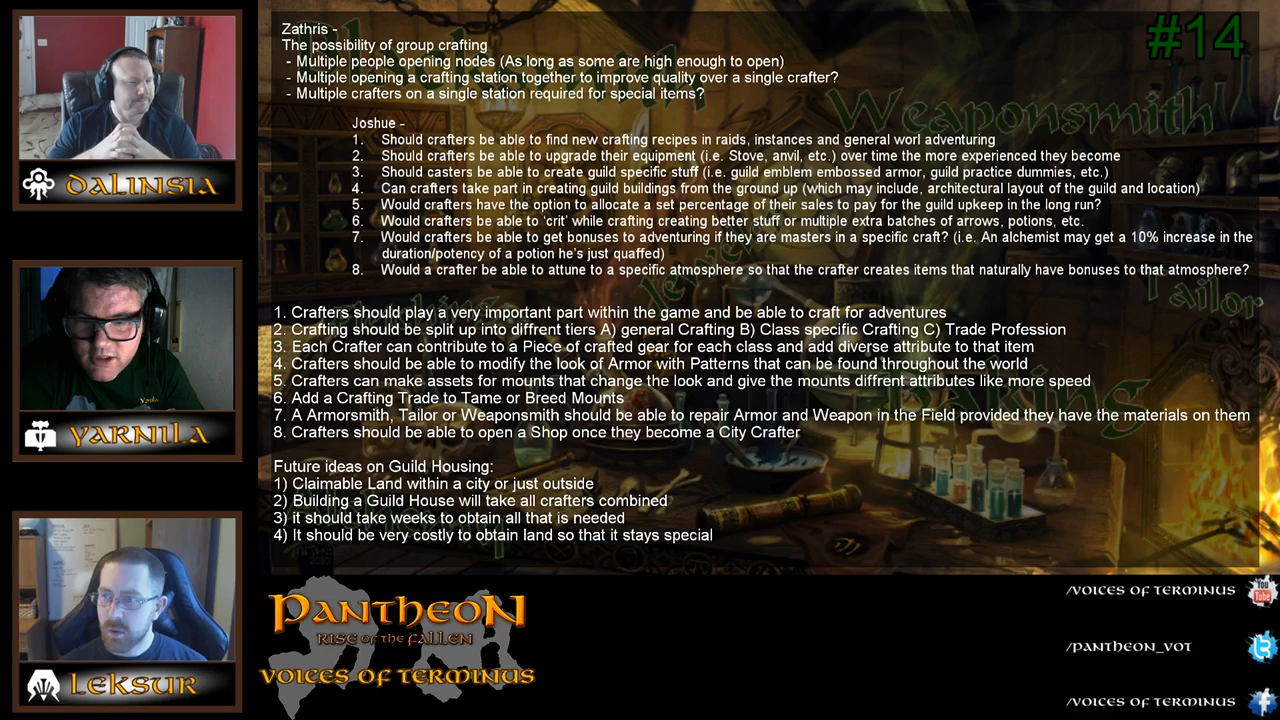 #14
Zathris -
The possibility of group crafting
- Multiple people opening nodes (As long as some are high enough to open)
- Multiple opening a crafting station together to improve quality over a single crafter?
- Multiple crafters on a single station required for special items?
Joshue -
1. Should crafters be able to find new crafting recipes in raids, instances and general worl adventuring
2. Should crafters be able to upgrade their equipment (i.e. Stove, anvil, etc.) over time the more experienced they become
3. Should casters be able to create guild specific stuff (i.e. guild emblem embossed armor, guild practice dummies, etc.)
4. Can crafters take part in creating guild buildings from the ground up (which may include, architectural layout of the guild and location)
5. Would crafters have the option to allocate a set percentage of their sales to pay for the guild upkeep in the long run?
6. Would crafters be able to 'crit' while crafting creating better stuff or multiple extra batches of arrows, potions, etc.
7. Would crafters be able to get bonuses to adventuring if they are masters in a specific craft? (i.e. An alchemist may get a 10% increase in the
duration/potency of a potion he's just quaffed)
8. Would a crafter be able to attune to a specific atmosphere so that the crafter creates items that naturally have bonuses to that atmosphere?
1. Crafters should play a very important part within the game and be able to craft for adventures
2. Crafting should be split up into diffrent tiers A) general Crafting B) Class specific Crafting C) Trade Profession
3. Each Crafter can contribute to a Piece of crafted gear for each class and add diverse attribute to that item
4. Crafters should be able to modify the look of Armor with Patterns that can be found throughout the world
5. Crafters can make assets for mounts that change the look and give the mounts diffrent attributes like more speed
6. Add a Crafting Trade to Tame or Breed Mounts
7. A Armorsmith, Tailor or Weaponsmith should be able to repair Armor and Weapon in the Field provided they have the materials on them
8. Crafters should be able to open a Shop once they become a City Crafter
Future ideas on Guild Housing:
1) Claimable Land within a city or just outside
2) Building a Guild House will take all crafters combined
3) it should take weeks to obtain all that is needed
4) It should be very costly to obtain land so that it stays special
Weaponsmith
Tailor
Baking
DALINSIA
YARNILA
LEKSUR
PANTHEON
RISE OF THE FALLEN
VOICES OF TERMINUS
/VOICES OF TERMINUS
You Tube
/PANTHEON_VOT
/VOICES OF TERMINUS